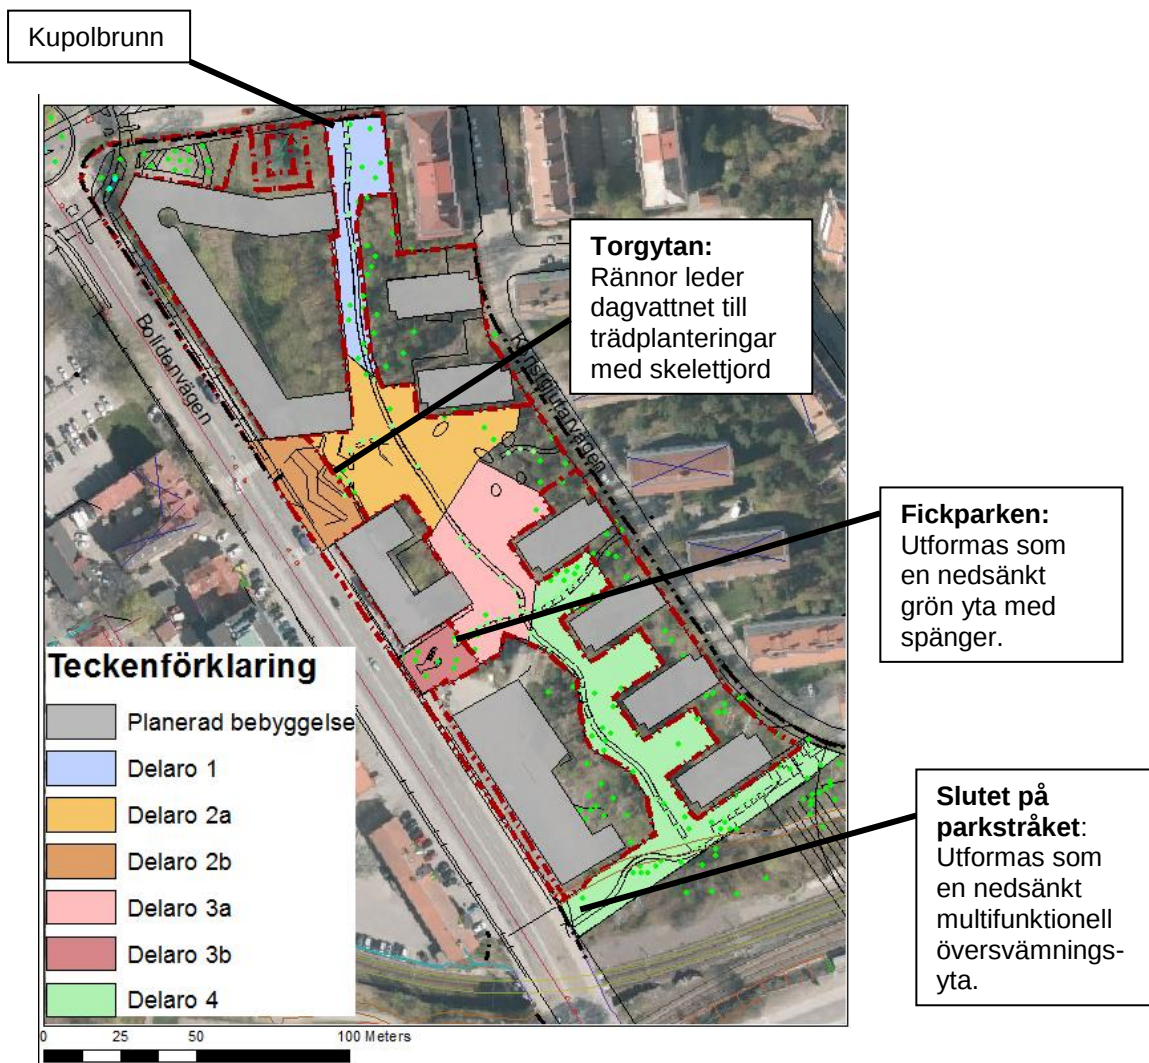 Kupolbrunn
Torgytan:
Rännor leder
dagvattnet till
trädplanteringar
med skelettjord
Bolidenvägen
Konsignatarvägen
Fickparken:
Utformas som
en nedsänkt
grön yta med
spänger.
Slutet på
parkstråket:
Utformas som
en nedsänkt
multifunktionell
översvämnings-
yta.
Teckenförklaring
Planerad bebyggelse
Delaro 1
Delaro 2a
Delaro 2b
Delaro 3a
Delaro 3b
Delaro 4
0 25 50 100 Meters